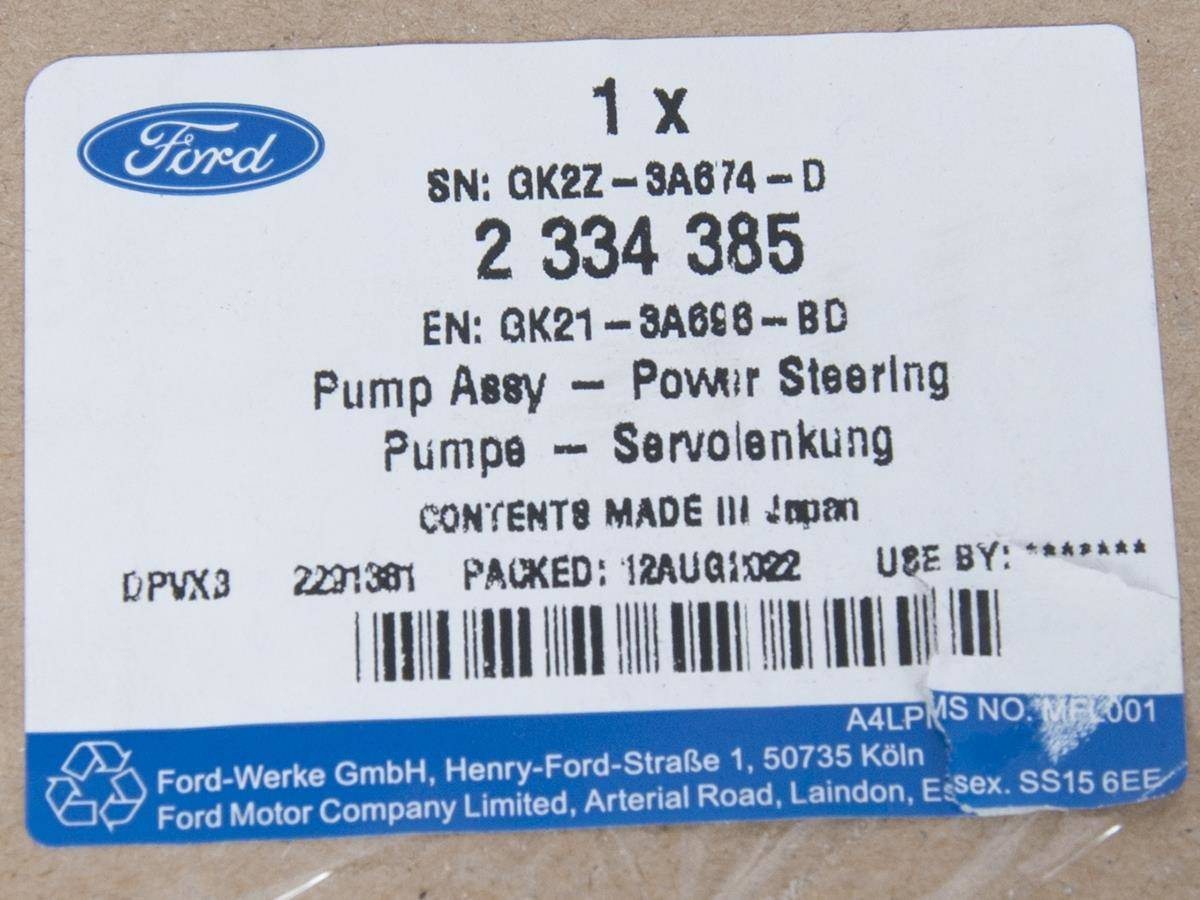 Ford
1 x
SN: GK2Z-3A674-D
2 334 385
EN: GK21-3A696-BD
Pump Assy - Power Steering
Pumpe - Servolenkung
CONTENTS MADE IN Japan
DPVX3 2291381 PACKED: 12AUG2022 USE BY: *******
A4LPMS NO. MFL001
Ford-Werke GmbH, Henry-Ford-Straße 1, 50735 Köln
Ford Motor Company Limited, Arterial Road, Laindon, Essex. SS15 6EE